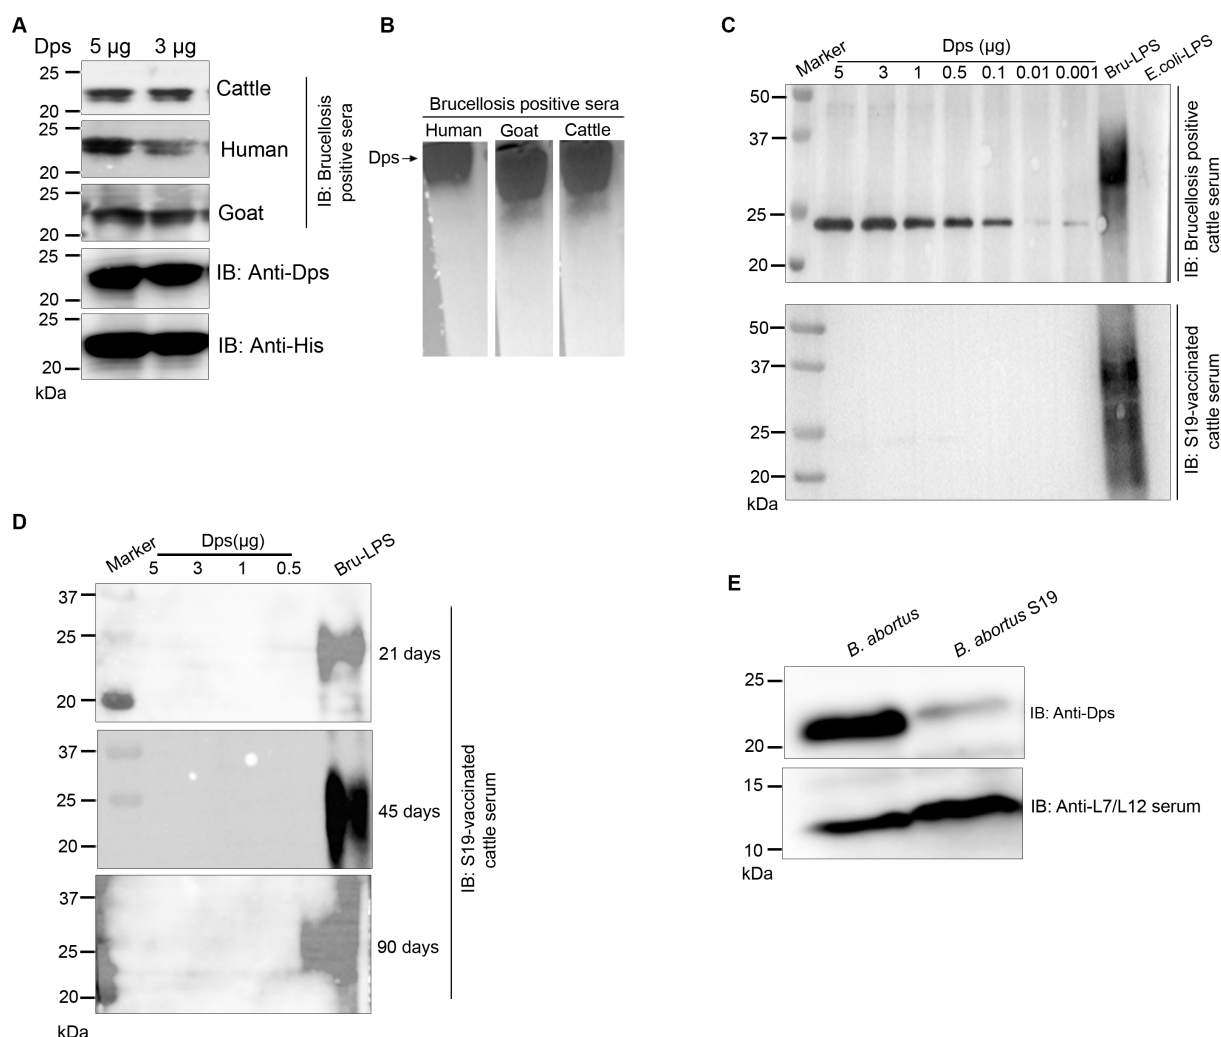 A
Dps 5 µg 3 µg
25
20
Cattle
25
20
Human
25
20
Goat
IB: Brucellosis
positive sera
25
20
IB: Anti-Dps
25
20
IB: Anti-His
kDa
B
Brucellosis positive sera
Human Goat Cattle
Dps
C
Marker
Dps (µg)
5 3 1 0.5 0.1 0.01 0.001
Bru-LPS
E.coli-LPS
50
37
25
20
IB: Brucellosis positive
cattle serum
50
37
25
20
kDa
IB: S19-vaccinated
cattle serum
D
Marker
Dps(µg)
5 3 1 0.5
Bru-LPS
37
25
20
21 days
37
25
20
45 days
37
25
20
90 days
kDa
IB: S19-vaccinated
cattle serum
E
B. abortus
B. abortus S19
25
20
IB: Anti-Dps
15
10
IB: Anti-L7/L12 serum
kDa